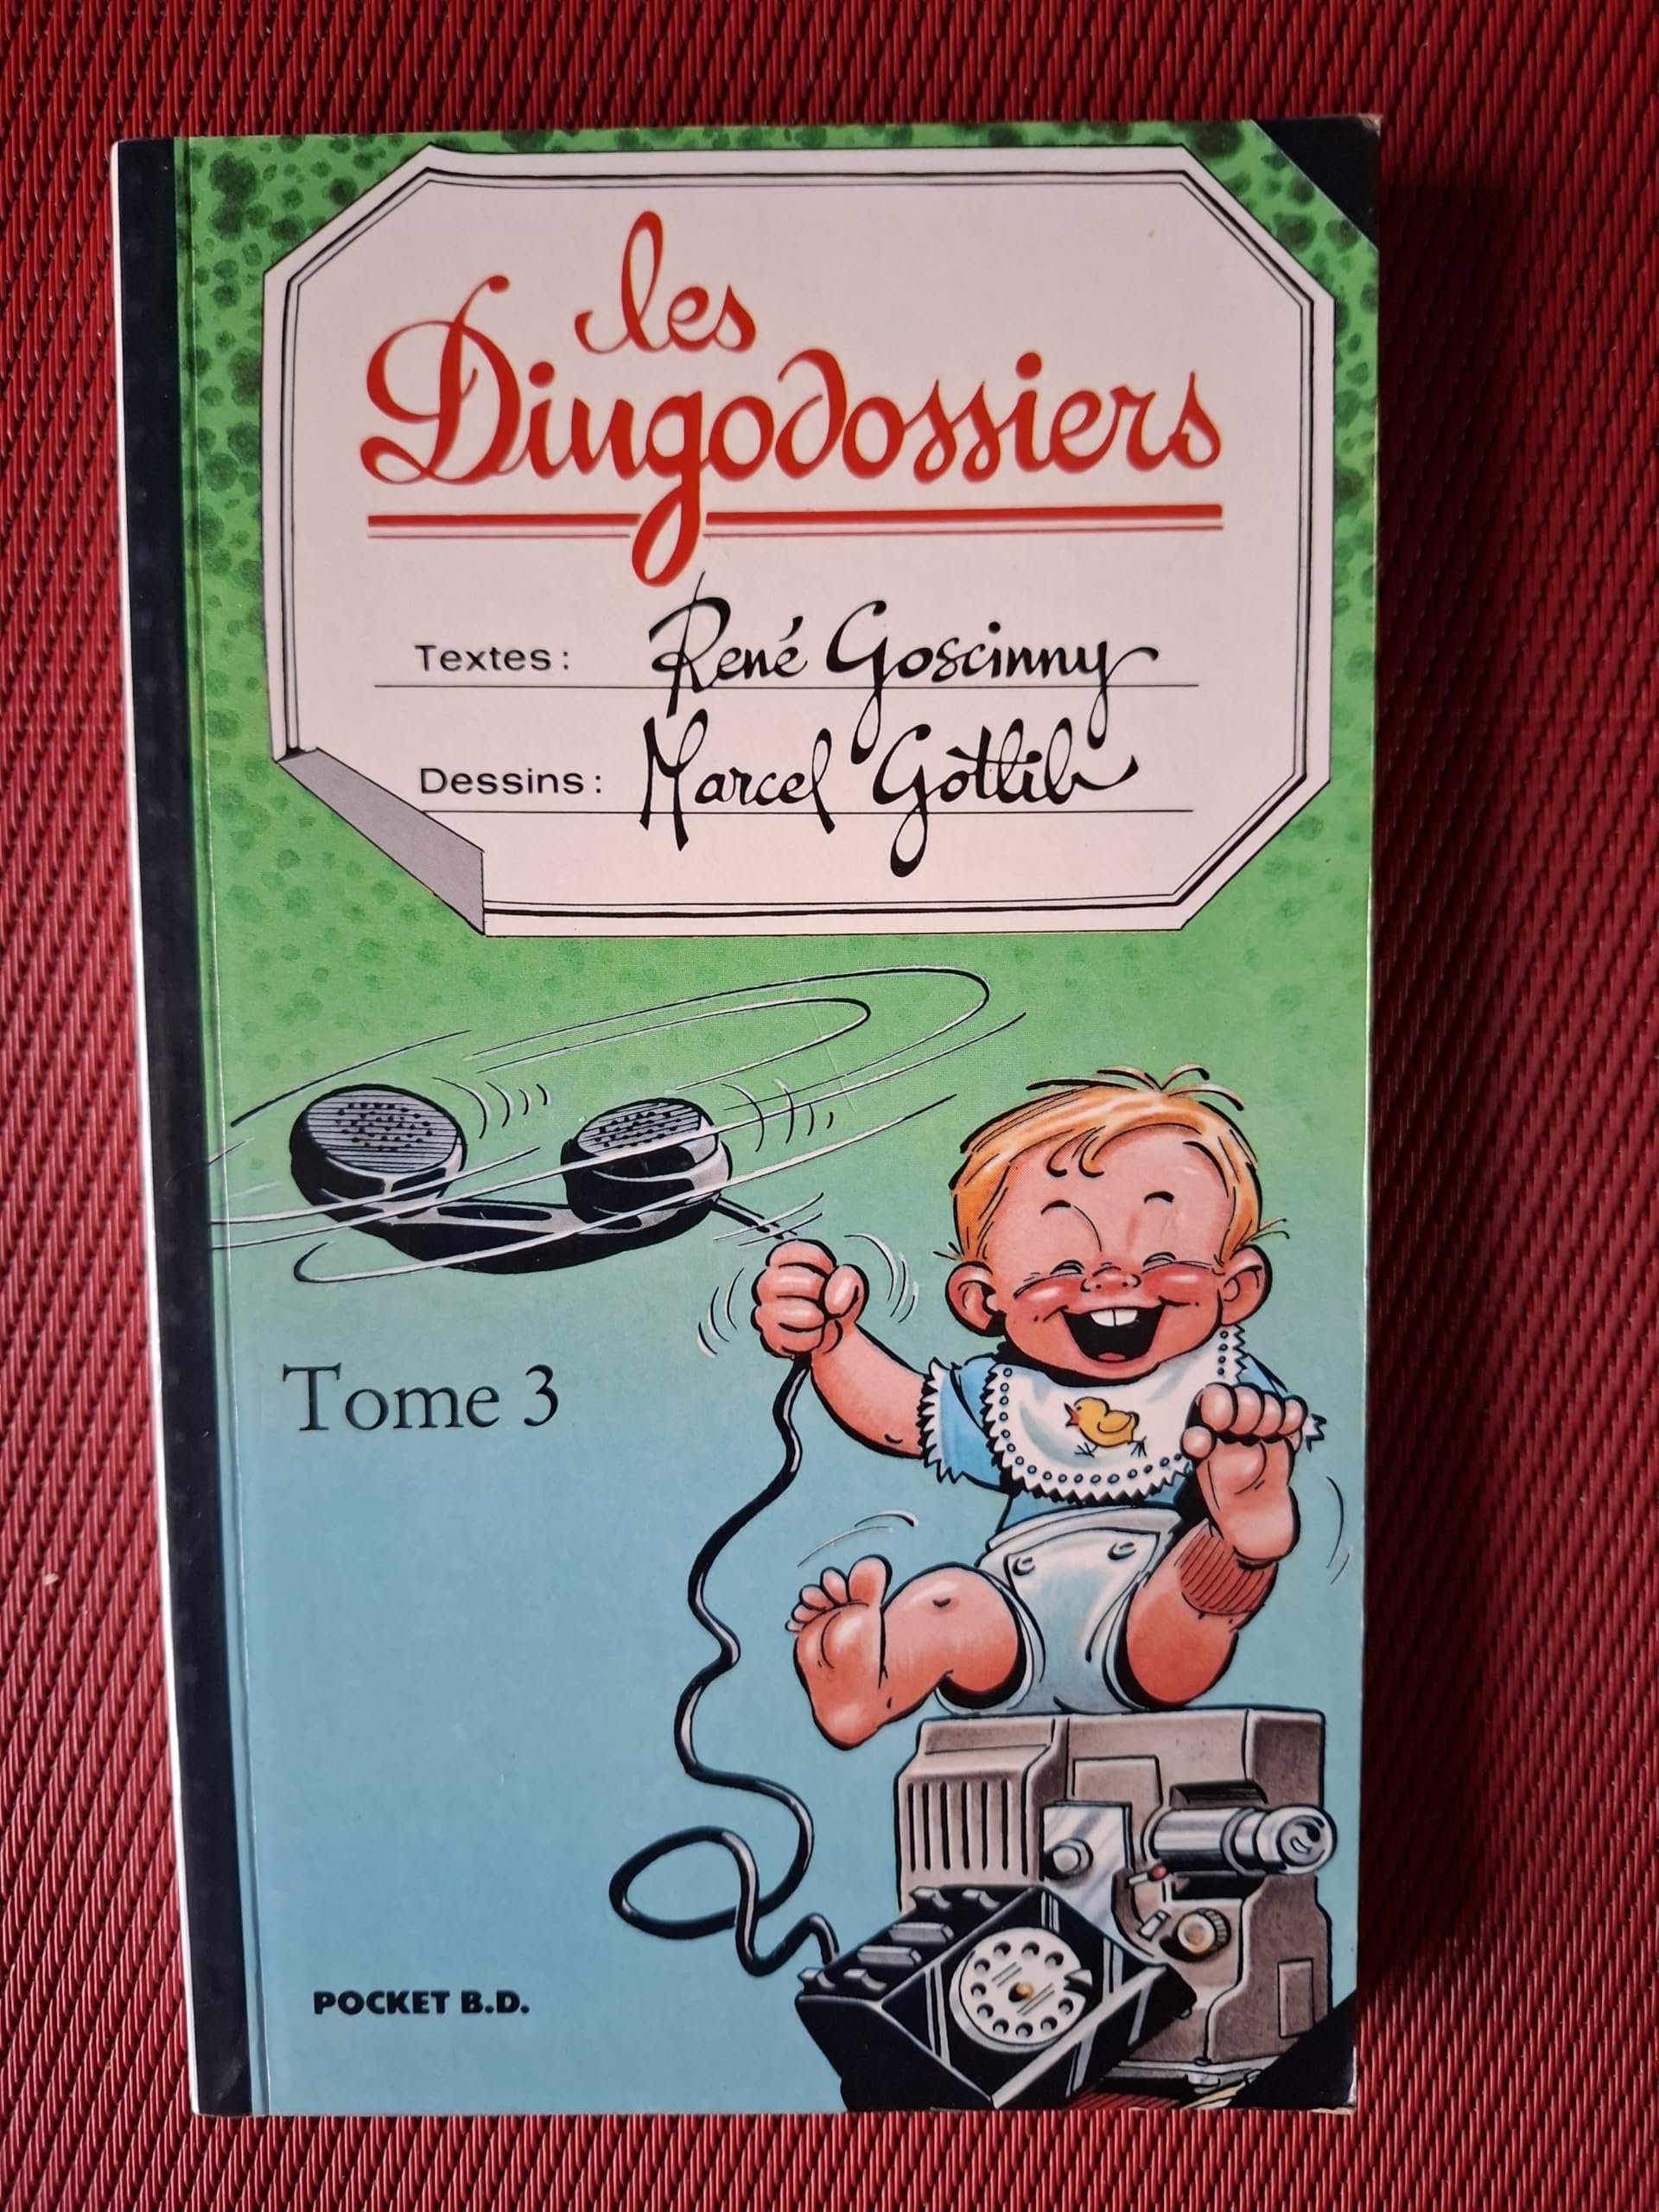 les
Dingodossiers
Textes: René Goscinny
Dessins: Marcel Gotlib
Tome 3
POCKET B.D.